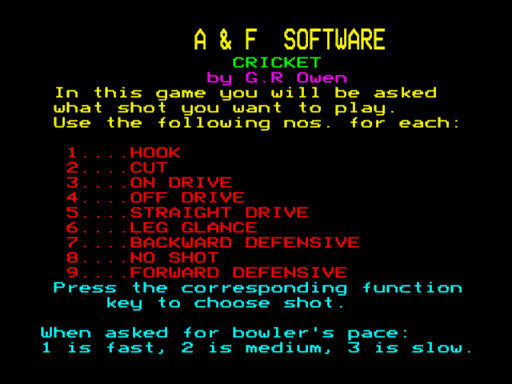 A & F SOFTWARE
CRICKET
by G.R Owen
In this game you will be asked
what shot you want to play.
Use the following nos. for each:
1....HOOK
2....CUT
3....ON DRIVE
4....OFF DRIVE
5....STRAIGHT DRIVE
6....LEG GLANCE
7....BACKWARD DEFENSIVE
8....NO SHOT
9....FORWARD DEFENSIVE
Press the corresponding function
key to choose shot.
When asked for bowler's pace:
1 is fast, 2 is medium, 3 is slow.